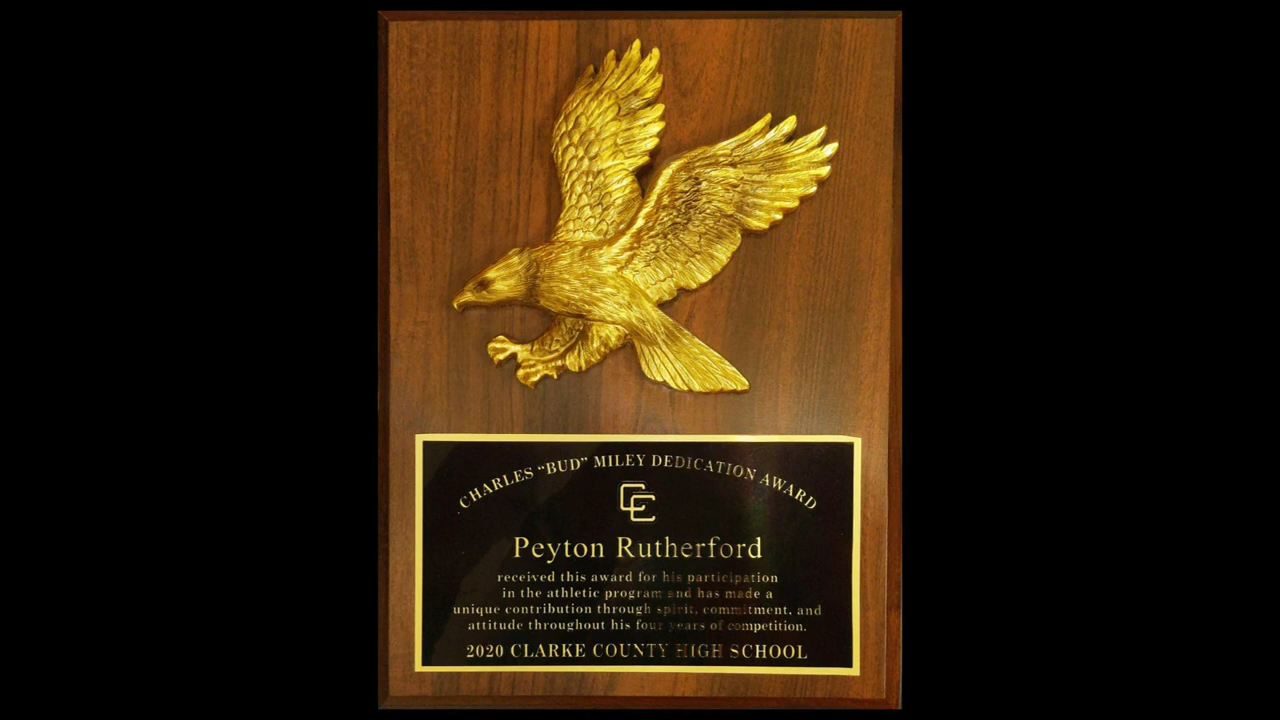 CHARLES “BUD” MILEY DEDICATION AWARD
CC
Peyton Rutherford
received this award for his participation
in the athletic program and has made a
unique contribution through spirit, commitment, and
attitude throughout his four years of competition.
2020 CLARKE COUNTY HIGH SCHOOL